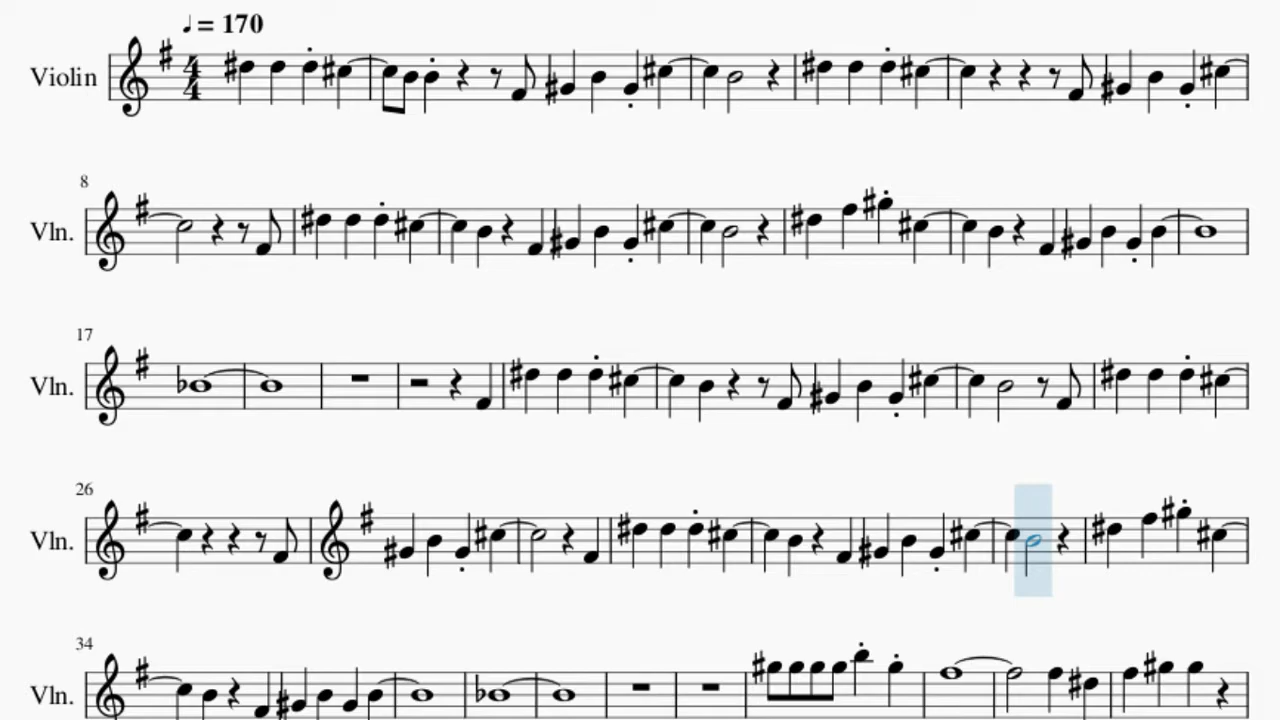 ♩ = 170
Violin
8
Vln.
17
Vln.
26
Vln.
34
Vln.